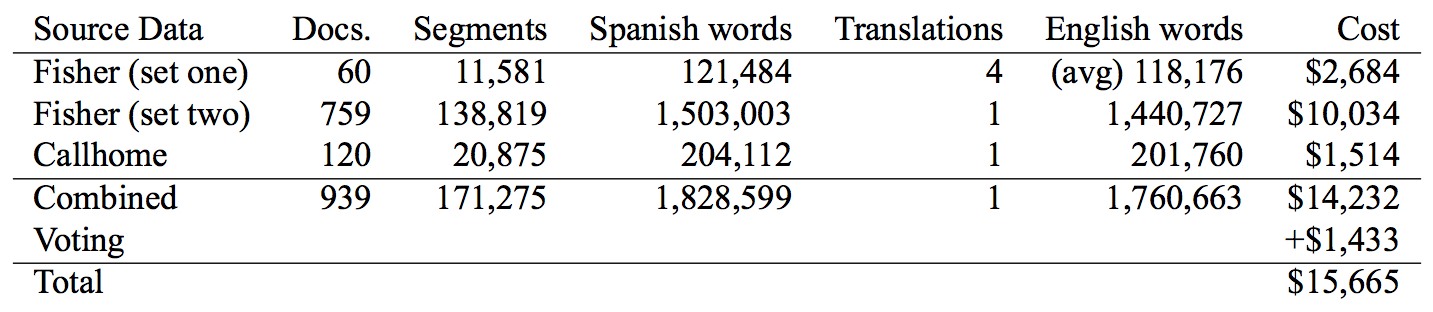 Source Data Docs. Segments Spanish words Translations English words Cost
Fisher (set one) 60 11,581 121,484 4 (avg) 118,176 $2,684
Fisher (set two) 759 138,819 1,503,003 1 1,440,727 $10,034
Callhome 120 20,875 204,112 1 201,760 $1,514
Combined 939 171,275 1,828,599 1 1,760,663 $14,232
Voting +$1,433
Total $15,665